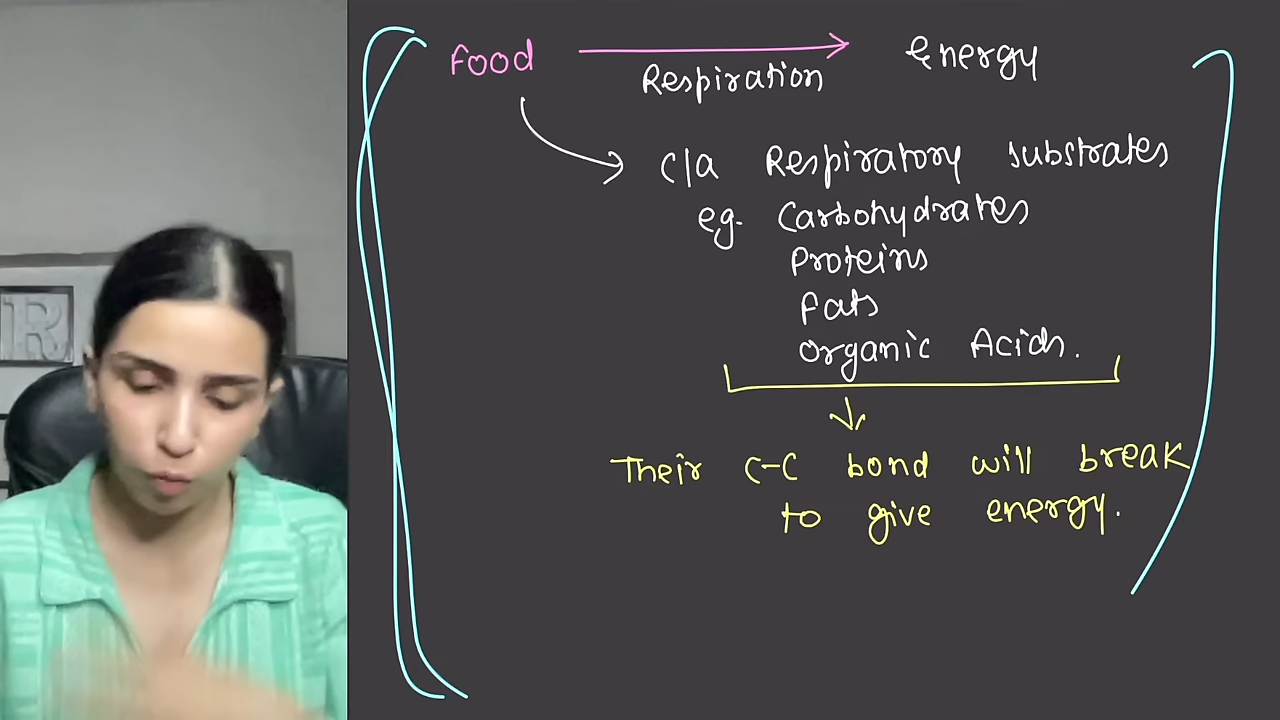 R
Food → Energy
Respiration
c/a Respiratory substrates
eg. Carbohydrates
Proteins
Fats
Organic Acids.
Their C-C bond will break
to give energy.